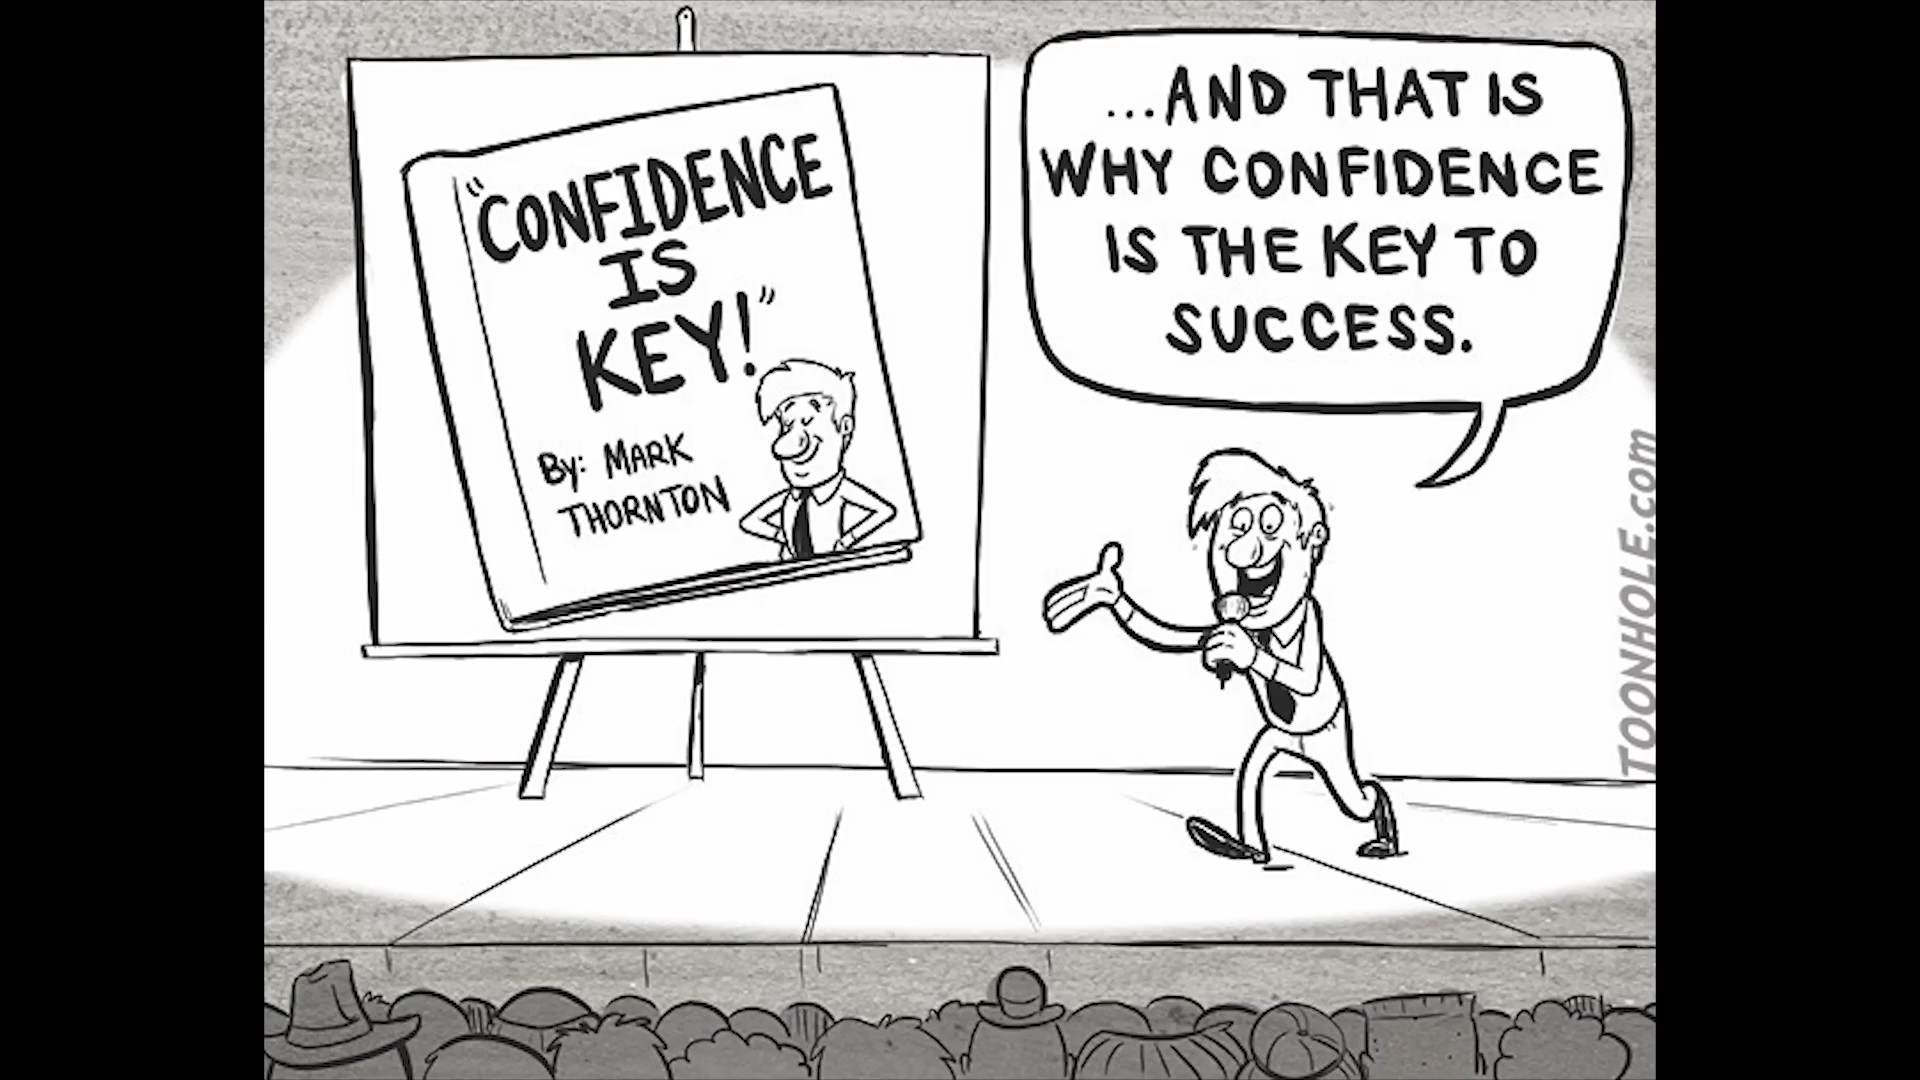 "CONFIDENCE
IS
KEY!"
By: MARK
THORNTON
...AND THAT IS
WHY CONFIDENCE
IS THE KEY TO
SUCCESS.
TOONHOLE.com